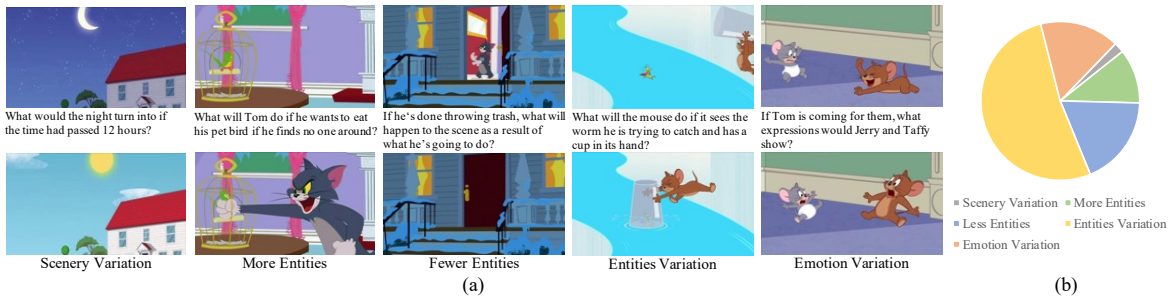 What would the night turn into if
the time had passed 12 hours?
What will Tom do if he wants to eat
his pet bird if he finds no one around?
If he's done throwing trash, what will
happen to the scene as a result of
what he's going to do?
What will the mouse do if it sees the
worm he is trying to catch and has a
cup in its hand?
If Tom is coming for them, what
expressions would Jerry and Taffy
show?
Scenery Variation
More Entities
Fewer Entities
Entities Variation
Emotion Variation
(a)
Scenery Variation
More Entities
Less Entities
Entities Variation
Emotion Variation
(b)